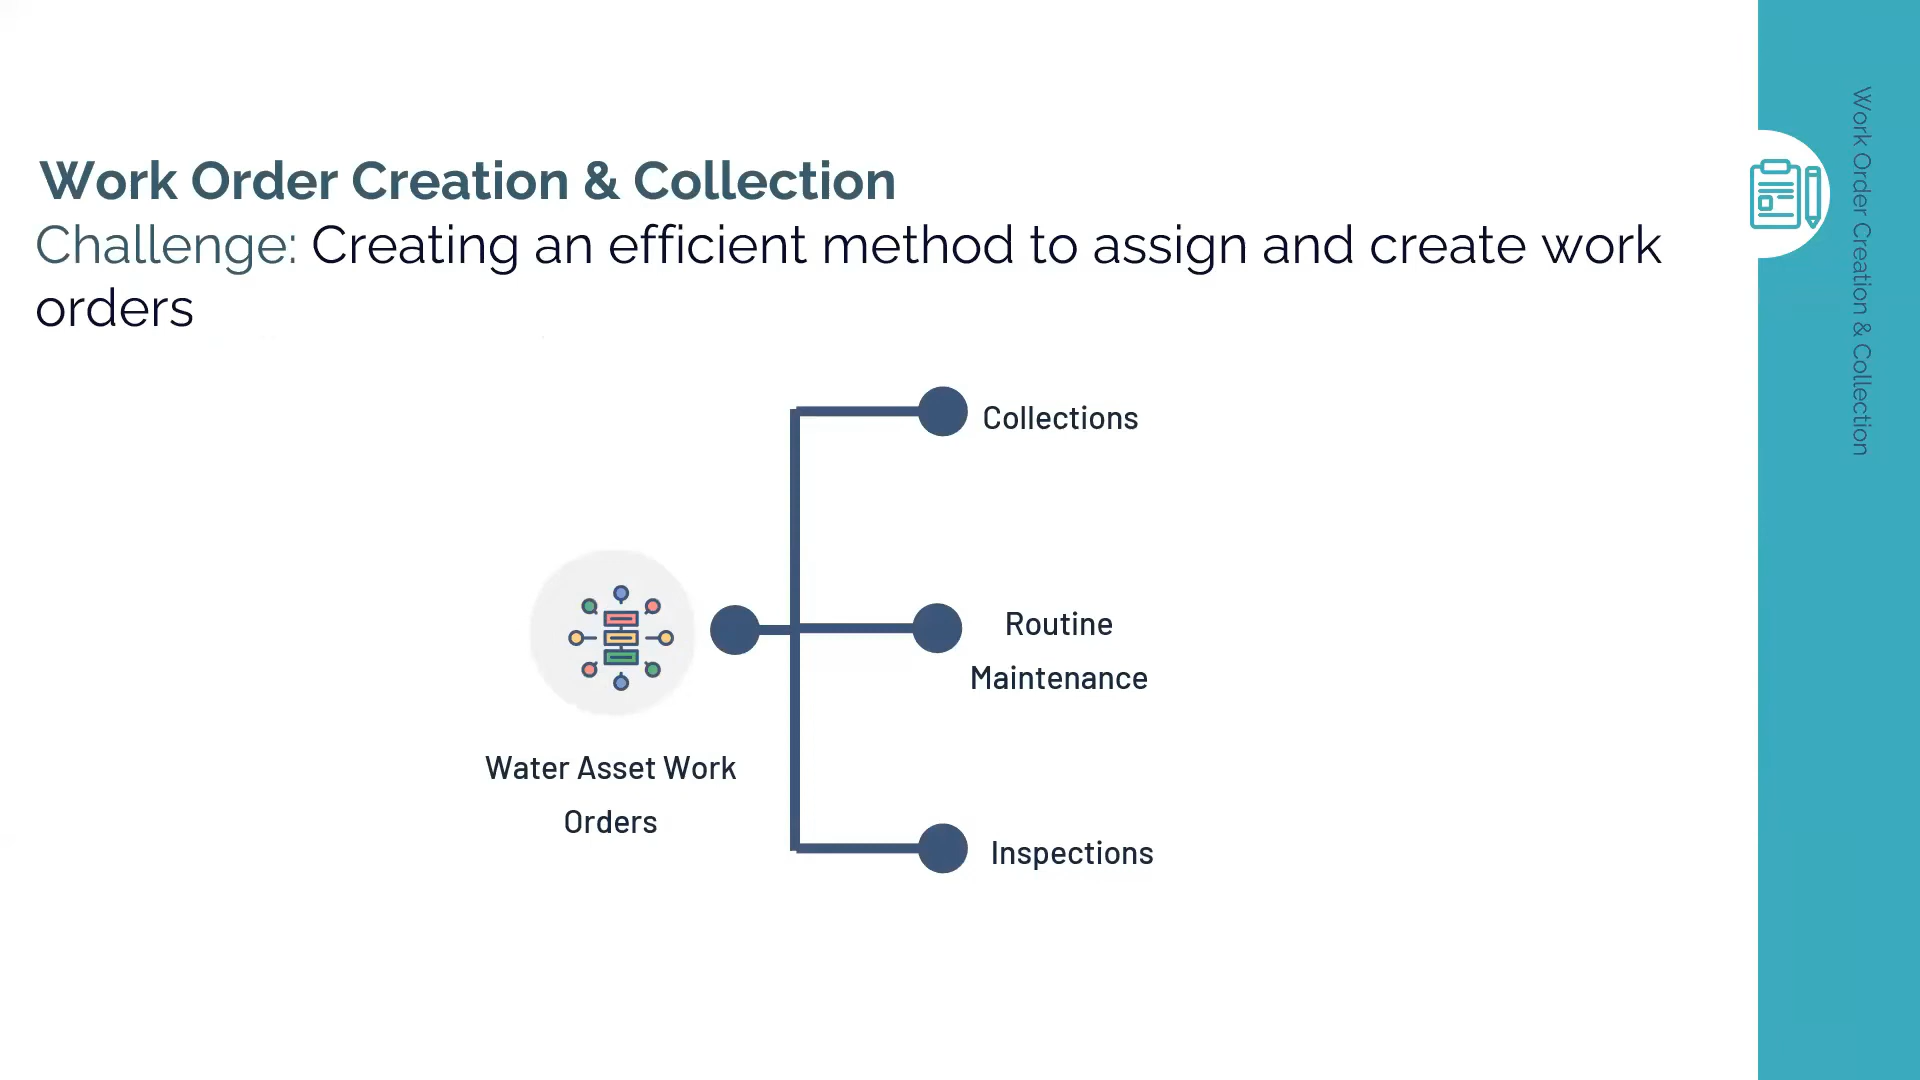 Work Order Creation & Collection
Challenge: Creating an efficient method to assign and create work
orders
Collections
Routine
Maintenance
Water Asset Work
Orders
Inspections
Work Order Creation & Collection